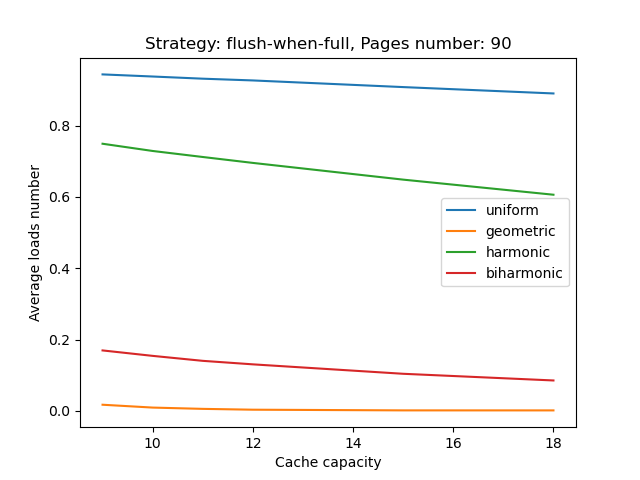 Strategy: flush-when-full, Pages number: 90
Average loads number
0.8
0.6
0.4
0.2
0.0
uniform
geometric
harmonic
biharmonic
10 12 14 16 18
Cache capacity